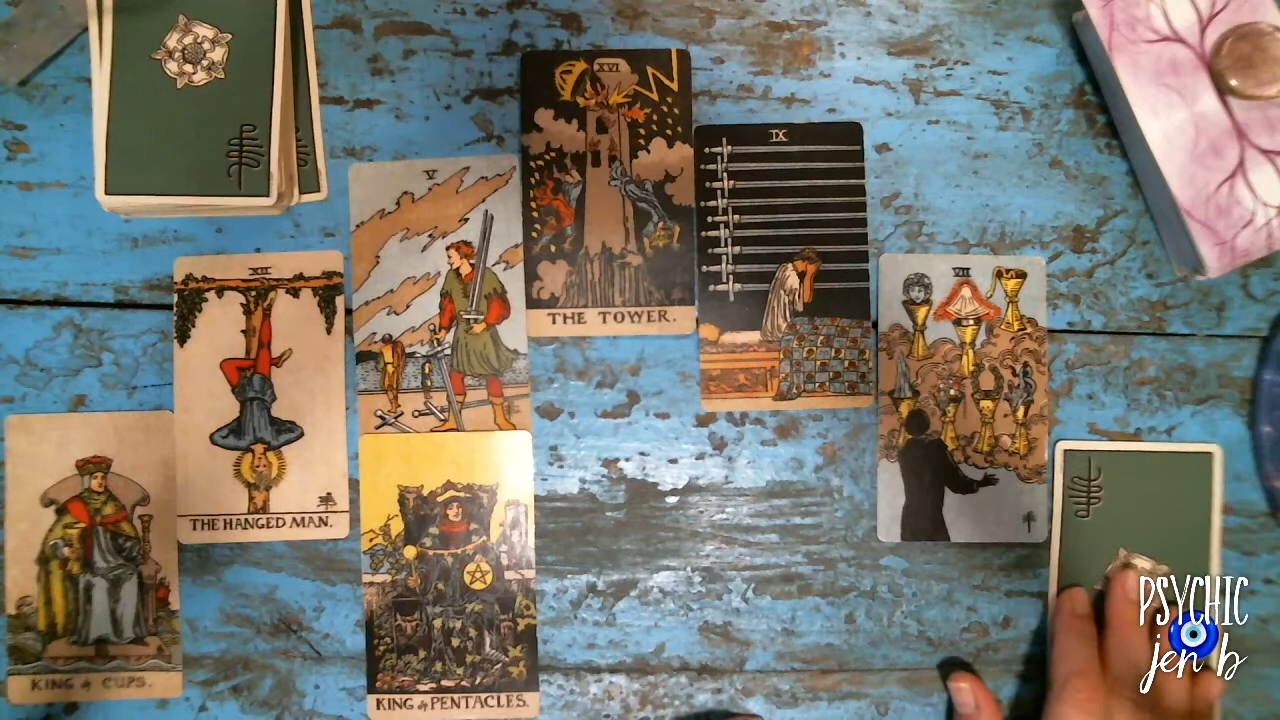 XVI
THE TOWER.
IX
V
XII
THE HANGED MAN.
VII
KING of CUPS.
KING of PENTACLES.
PSYCHIC
jen b